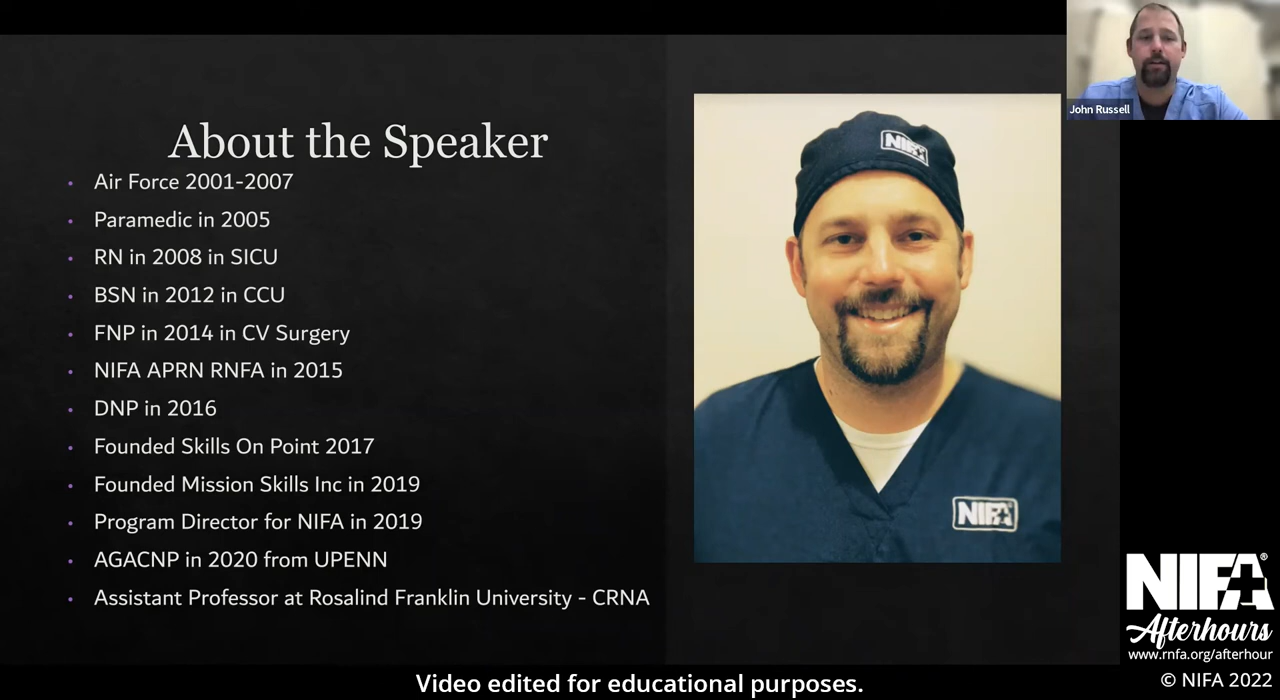 About the Speaker
Air Force 2001-2007
Paramedic in 2005
RN in 2008 in SICU
BSN in 2012 in CCU
FNP in 2014 in CV Surgery
NIFA APRN RNFA in 2015
DNP in 2016
Founded Skills On Point 2017
Founded Mission Skills Inc in 2019
Program Director for NIFA in 2019
AGACNP in 2020 from UPENN
Assistant Professor at Rosalind Franklin University - CRNA
NIFA
NIFA
John Russell
NIFA®
Afterhours
www.rnfa.org/afterhour
© NIFA 2022
Video edited for educational purposes.